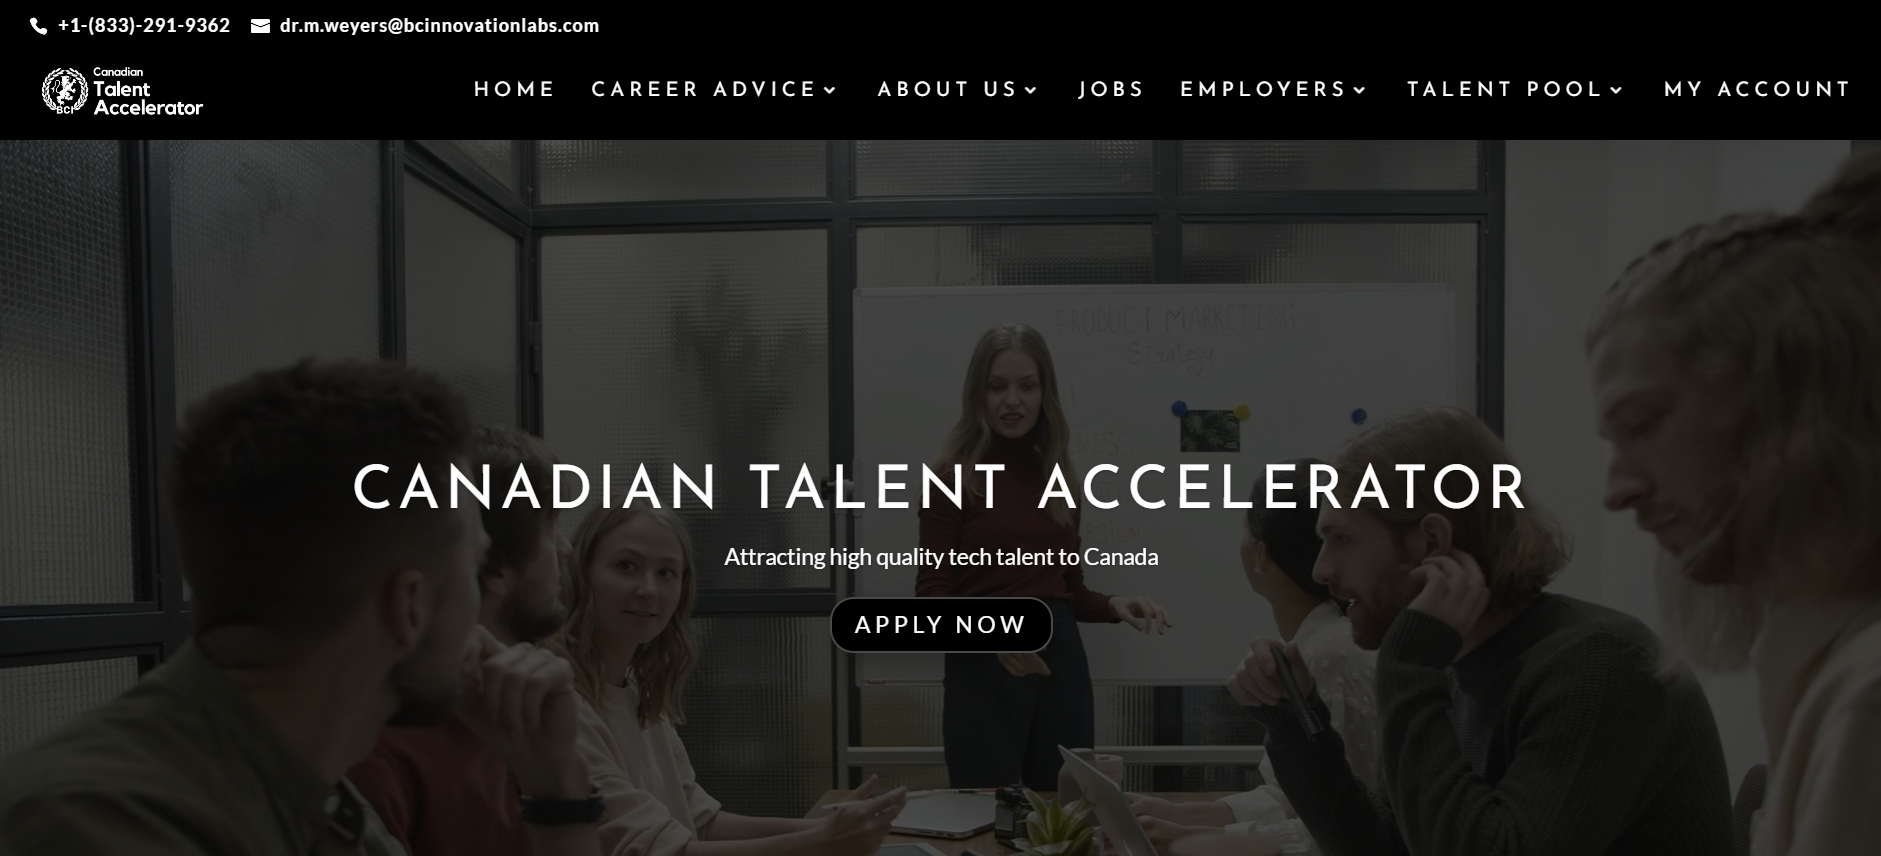 +1-(833)-291-9362 dr.m.weyers@bcinnovationlabs.com
Canadian
Talent
Accelerator
BCI
HOME CAREER ADVICE ABOUT US JOBS EMPLOYERS TALENT POOL MY ACCOUNT
PRODUCT MARKETING
Strategy
CANADIAN TALENT ACCELERATOR
Attracting high quality tech talent to Canada
APPLY NOW